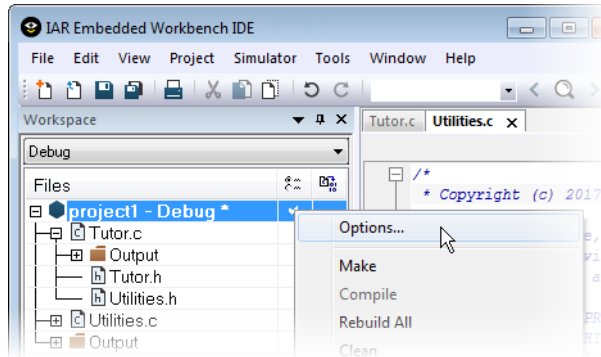 IAR Embedded Workbench IDE
File Edit View Project Simulator Tools Window Help
Workspace
Tutor.c Utilities.c
Debug
Files
/*
* Copyright (c) 2017
project1 - Debug *
Tutor.c
Output
Tutor.h
Utilities.h
Utilities.c
Output
Options...
Make
Compile
Rebuild All
Clean